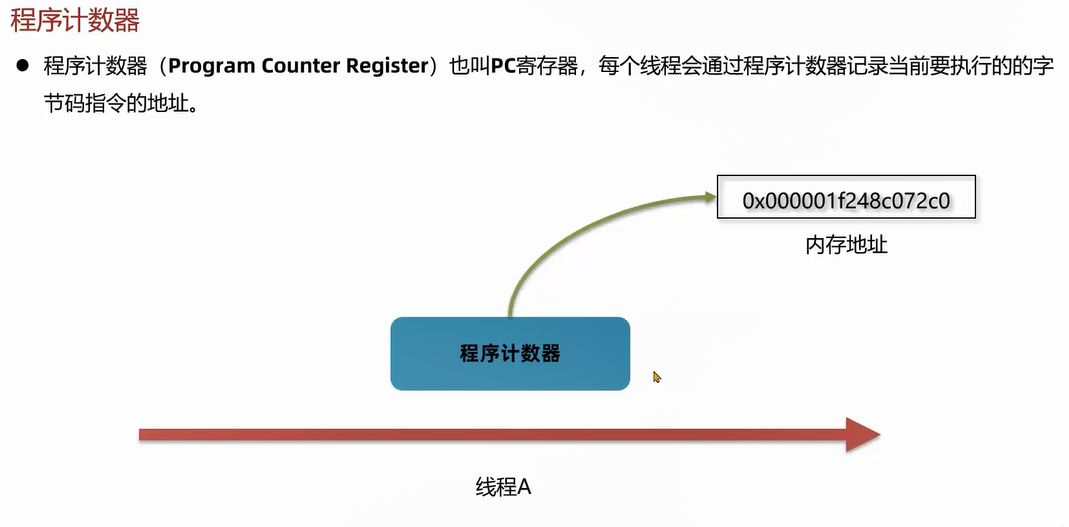 程序计数器
● 程序计数器（Program Counter Register）也叫PC寄存器，每个线程会通过程序计数器记录当前要执行的的字
节码指令的地址。
0x000001f248c072c0
内存地址
程序计数器
线程A